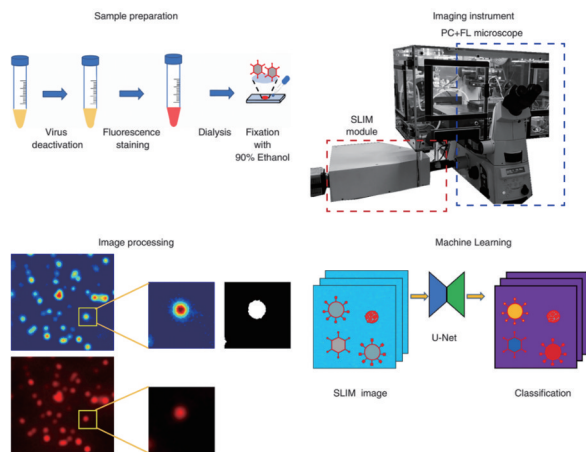 Sample preparation
Virus
deactivation
Fluorescence
staining
Dialysis
Fixation
with
90% Ethanol
Imaging instrument
PC+FL microscope
SLIM
module
Image processing
Machine Learning
U-Net
SLIM image
Classification